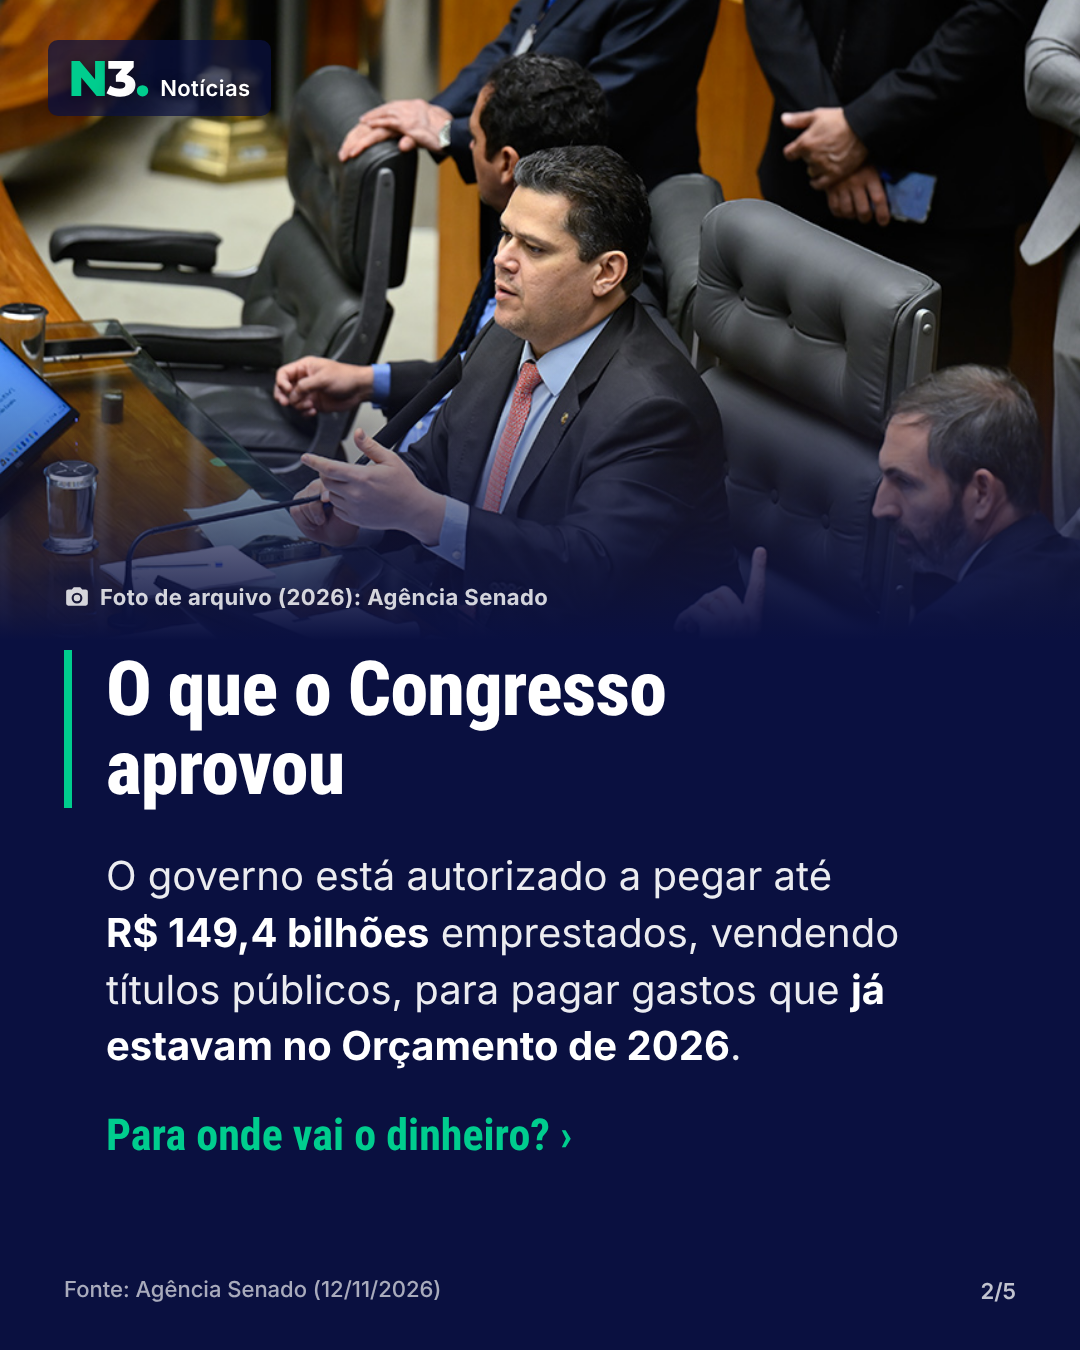 N3. Notícias
Foto de arquivo (2026): Agência Senado
O que o Congresso
aprovou
O governo está autorizado a pegar até
R$ 149,4 bilhões emprestados, vendendo
títulos públicos, para pagar gastos que já
estavam no Orçamento de 2026.
Para onde vai o dinheiro? ›
Fonte: Agência Senado (12/11/2026)
2/5